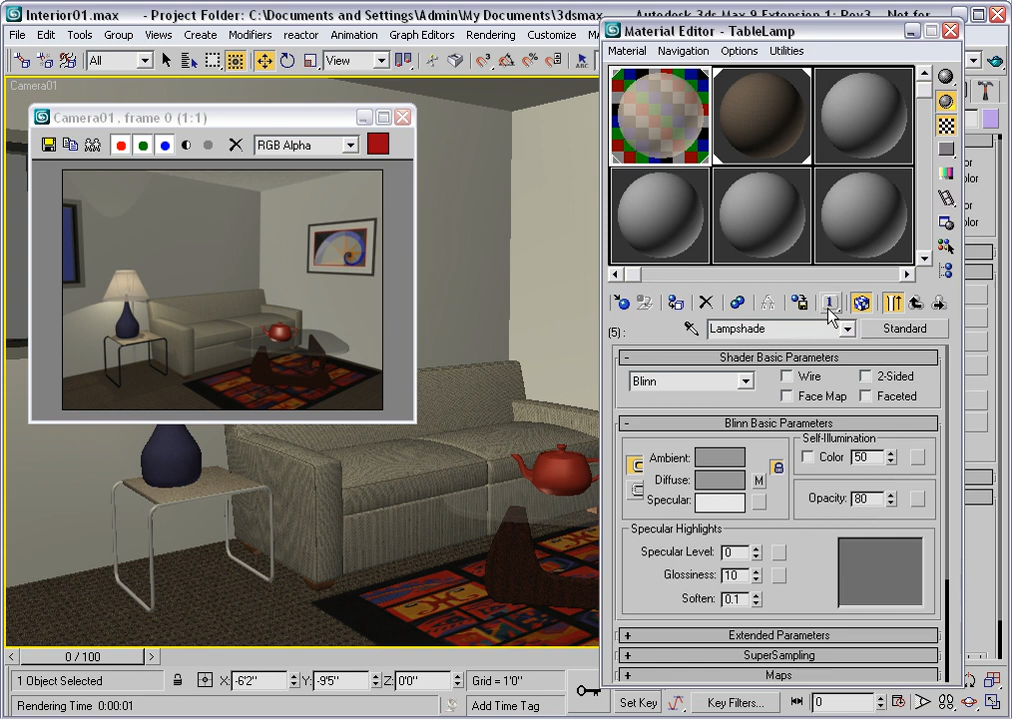 Interior01.max - Project Folder: C:\Documents and Settings\Admin\My Documents\3dsmax - Autodesk 3ds Max 9 Extension 1: Rev3 Not for
File Edit Tools Group Views Create Modifiers reactor Animation Graph Editors Rendering Customize
All View
Camera01
Camera01, frame 0 (1:1)
RGB Alpha
Material Editor - TableLamp
Material Navigation Options Utilities
1
(5): Lampshade Standard
- Shader Basic Parameters
Blinn Wire 2-Sided
Face Map Faceted
- Blinn Basic Parameters
Self-Illumination
Ambient: Color 50
Diffuse: M
Specular: Opacity: 80
Specular Highlights
Specular Level: 0
Glossiness: 10
Soften: 0.1
+ Extended Parameters
+ SuperSampling
+ Maps
< 0 / 100 >
1 Object Selected X: -6'2" Y: -9'5" Z: 0'0" Grid = 1'0"
Rendering Time 0:00:01 Add Time Tag Set Key Key Filters... 0